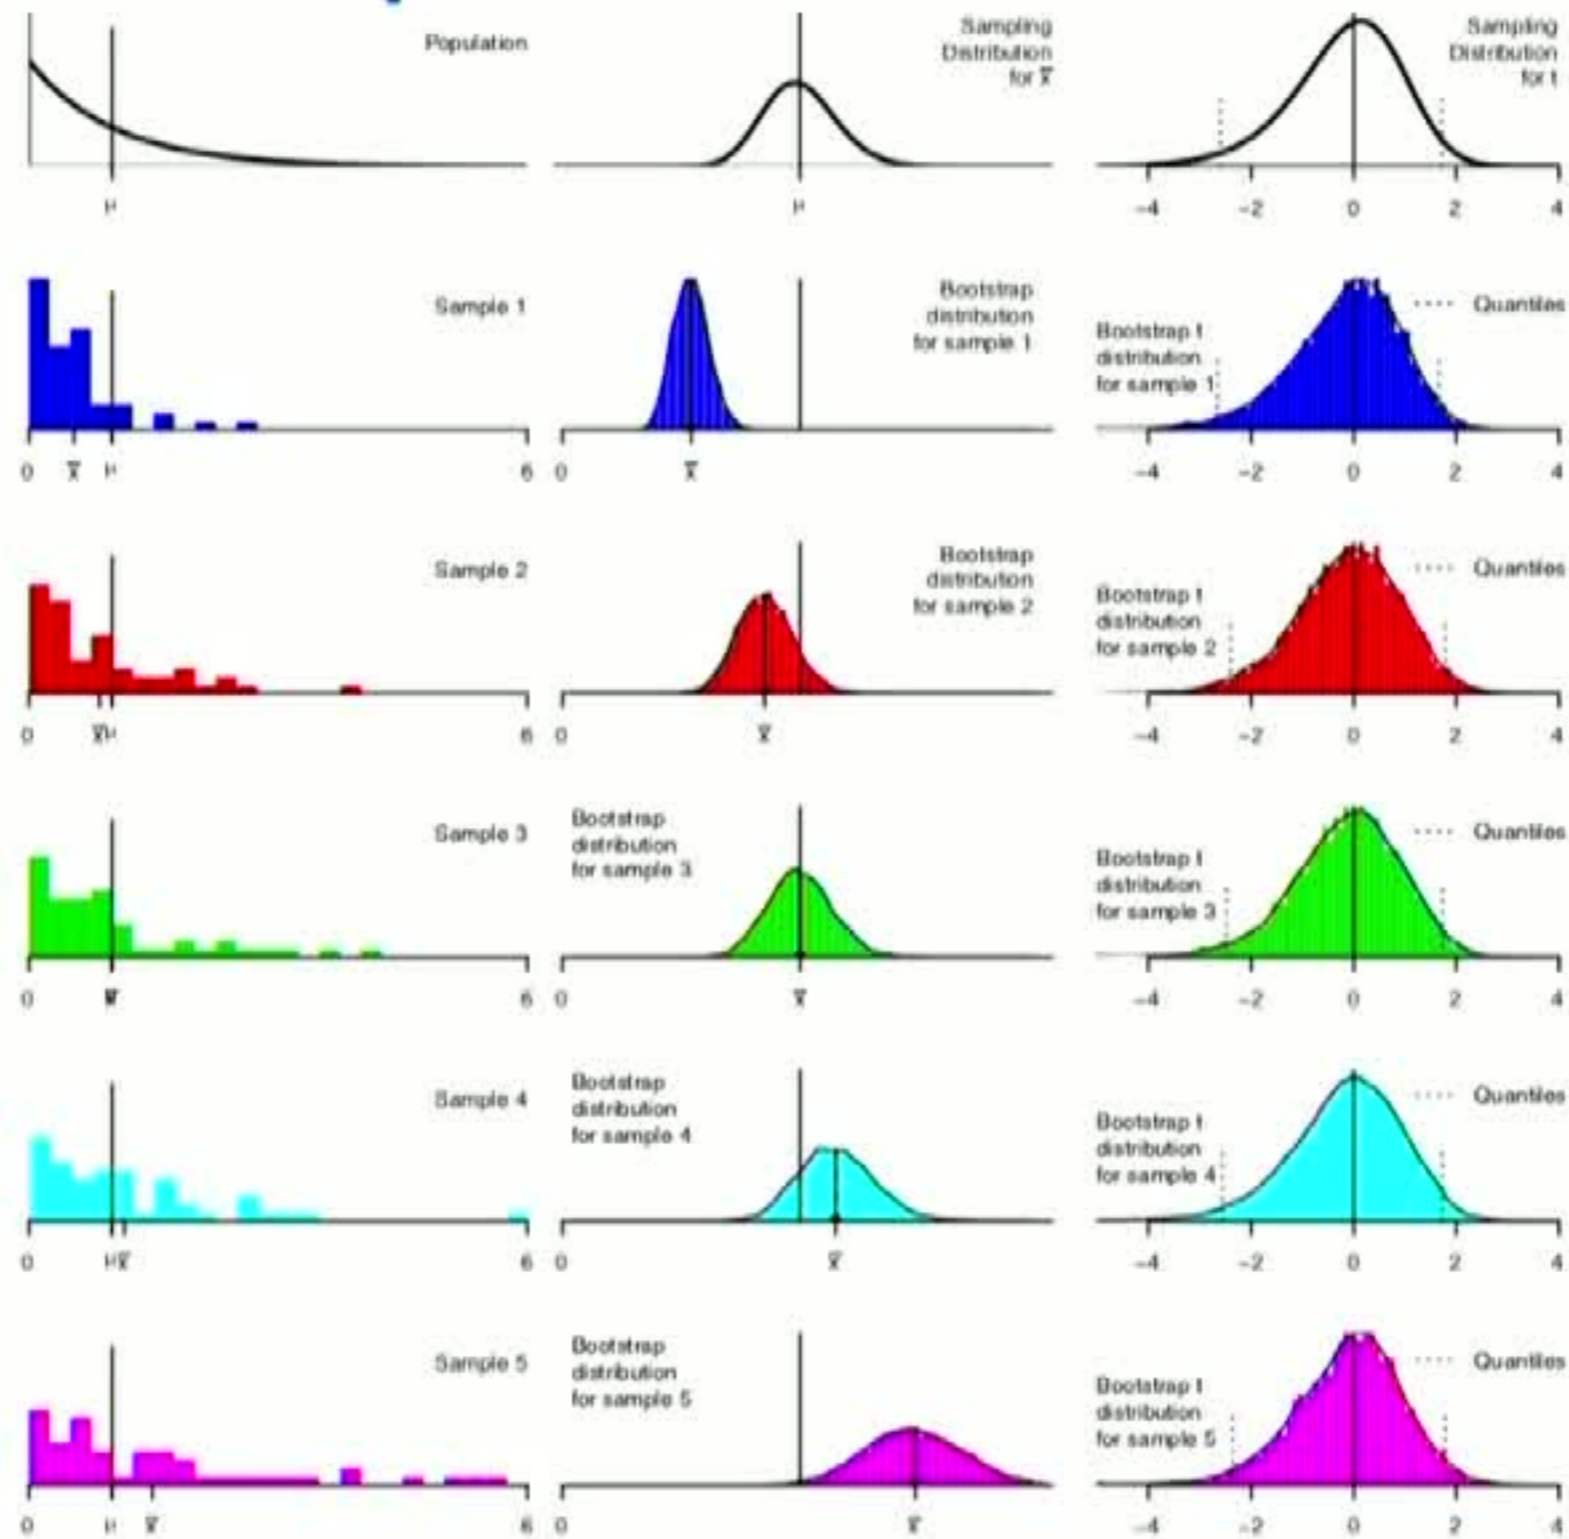 Population
μ
Sampling
Distribution
for x̄
μ
Sampling
Distribution
for t
-4 -2 0 2 4
Sample 1
0 x̄ μ 6
Bootstrap
distribution
for sample 1
0 x̄
Bootstrap t
distribution
for sample 1
Quantiles
-4 -2 0 2 4
Sample 2
0 x̄ μ 6
Bootstrap
distribution
for sample 2
0 x̄
Bootstrap t
distribution
for sample 2
Quantiles
-4 -2 0 2 4
Sample 3
0 6
Bootstrap
distribution
for sample 3
0 x̄
Bootstrap t
distribution
for sample 3
Quantiles
-4 -2 0 2 4
Sample 4
0 μ x̄ 6
Bootstrap
distribution
for sample 4
0 x̄
Bootstrap t
distribution
for sample 4
Quantiles
-4 -2 0 2 4
Sample 5
0 μ x̄ 6
Bootstrap
distribution
for sample 5
0 x̄
Bootstrap t
distribution
for sample 5
Quantiles
-4 -2 0 2 4